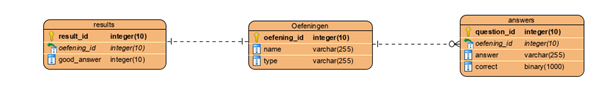 results
result_id integer(10)
oefening_id integer(10)
good_answer integer(10)
Oefeningen
oefening_id integer(10)
name varchar(255)
type varchar(255)
answers
question_id integer(10)
oefening_id integer(10)
answer varchar(255)
correct binary(1000)